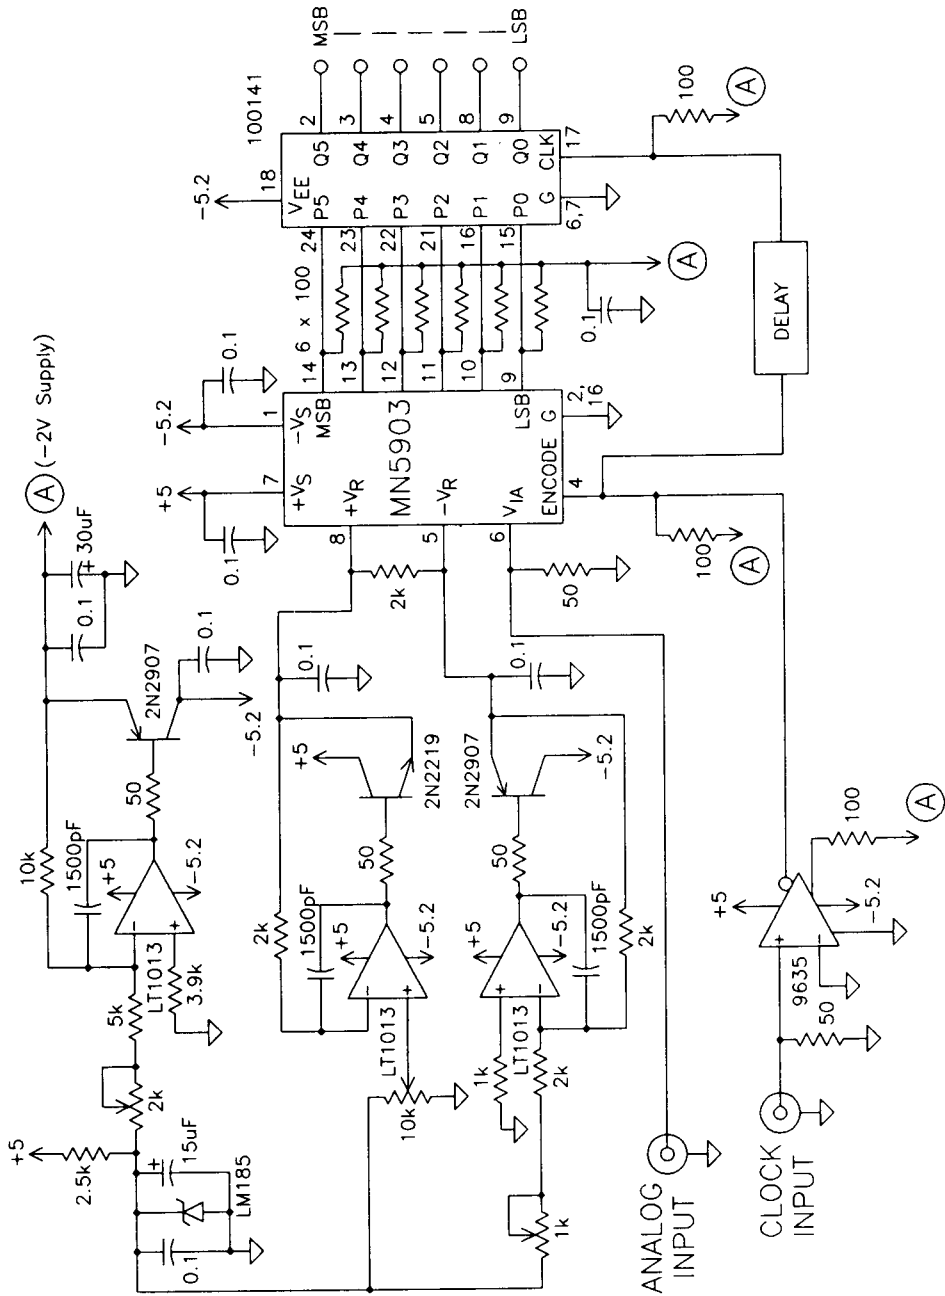 +5
2.5k
15uF
+
LM185
0.1
2k
5k
10k
1500pF
LT1013
-
+
+5
-5.2
3.9k
50
2N2907
0.1
-5.2
0.1
+ 30uF
A (-2V Supply)
10k
2k
1500pF
LT1013
-
+
+5
-5.2
50
+5
2N2219
0.1
1k
1k
2k
LT1013
+
-
+5
-5.2
1500pF
2k
50
2N2907
-5.2
0.1
ANALOG
INPUT
50
2k
8
5
6
+5
0.1
7
-5.2
0.1
1
+VS
-VS
+VR
-VR
VIA
MN5903
MSB
LSB
ENCODE
G
4
2,
16
14
13
12
11
10
9
6 x 100
0.1
A
24
23
22
21
16
15
-5.2
18
100141
VEE
P5
P4
P3
P2
P1
P0
G
6,7
Q5
Q4
Q3
Q2
Q1
Q0
CLK
17
2
3
4
5
8
9
MSB
LSB
100
A
DELAY
100
A
CLOCK
INPUT
50
9635
+
-
+5
-5.2
100
A